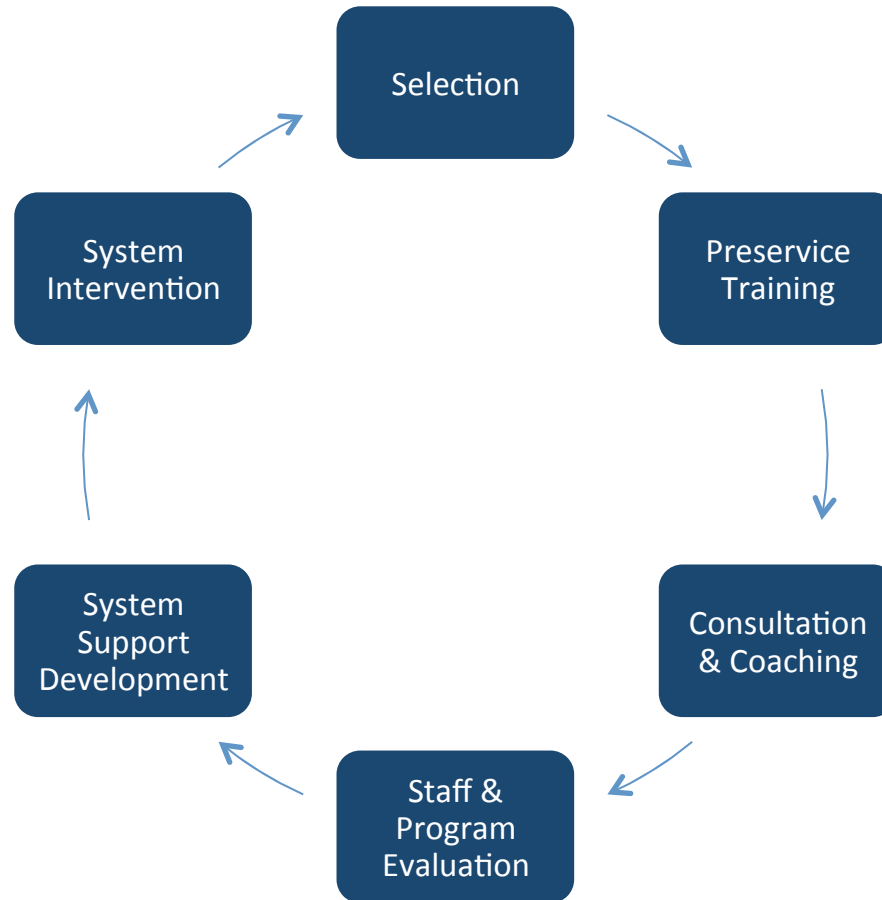 Selection
Preservice
Training
Consultation
& Coaching
Staff &
Program
Evaluation
System
Support
Development
System
Intervention